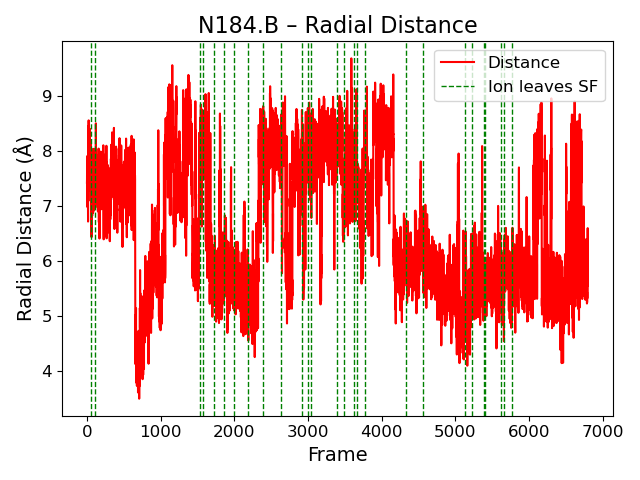 N184.B – Radial Distance
Radial Distance (Å)
9
8
7
6
5
4
Distance
Ion leaves SF
0 1000 2000 3000 4000 5000 6000 7000
Frame